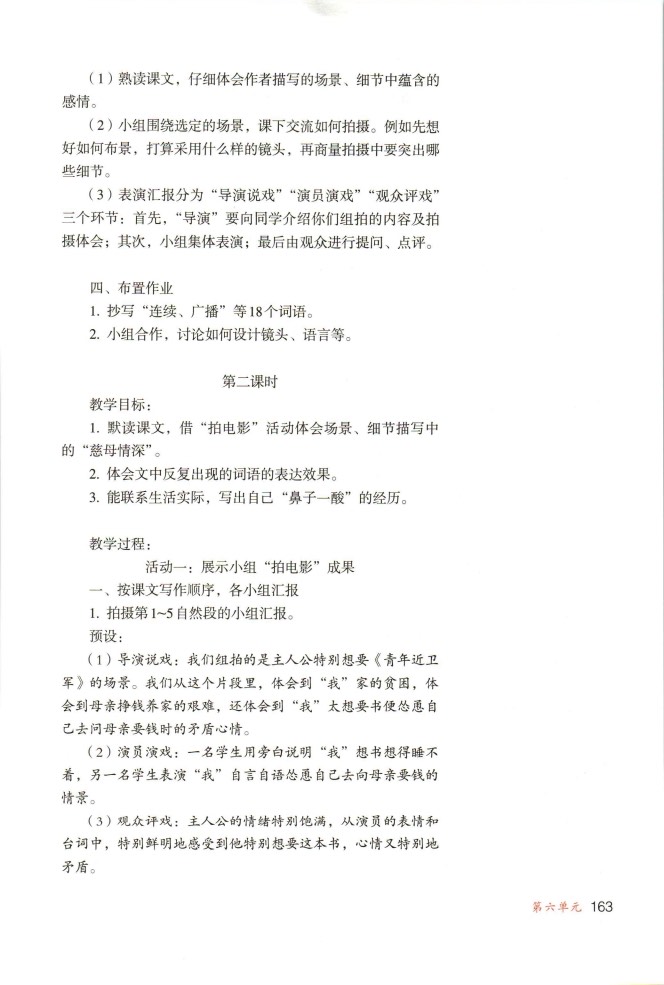 （1）熟读课文，仔细体会作者描写的场景、细节中蕴含的
感情。
（2）小组围绕选定的场景，课下交流如何拍摄。例如先想
好如何布景，打算采用什么样的镜头，再商量拍摄中要突出哪
些细节。
（3）表演汇报分为“导演说戏”“演员演戏”“观众评戏”
三个环节：首先，“导演”要向同学介绍你们组拍的内容及拍
摄体会；其次，小组集体表演；最后由观众进行提问、点评。
四、布置作业
1. 抄写“连续、广播”等18个词语。
2. 小组合作，讨论如何设计镜头、语言等。
第二课时
教学目标：
1. 默读课文，借“拍电影”活动体会场景、细节描写中
的“慈母情深”。
2. 体会文中反复出现的词语的表达效果。
3. 能联系生活实际，写出自己“鼻子一酸”的经历。
教学过程：
活动一：展示小组“拍电影”成果
一、按课文写作顺序，各小组汇报
1. 拍摄第1~5自然段的小组汇报。
预设：
（1）导演说戏：我们组拍的是主人公特别想要《青年近卫
军》的场景。我们从这个片段里，体会到“我”家的贫困，体
会到母亲挣钱养家的艰难，还体会到“我”太想要书便怂恿自
己去问母亲要钱时的矛盾心情。
（2）演员演戏：一名学生用旁白说明“我”想书想得睡不
着，另一名学生表演“我”自言自语怂恿自己去向母亲要钱的
情景。
（3）观众评戏：主人公的情绪特别饱满，从演员的表情和
台词中，特别鲜明地感受到他特别想要这本书，心情又特别地
矛盾。
第六单元 163